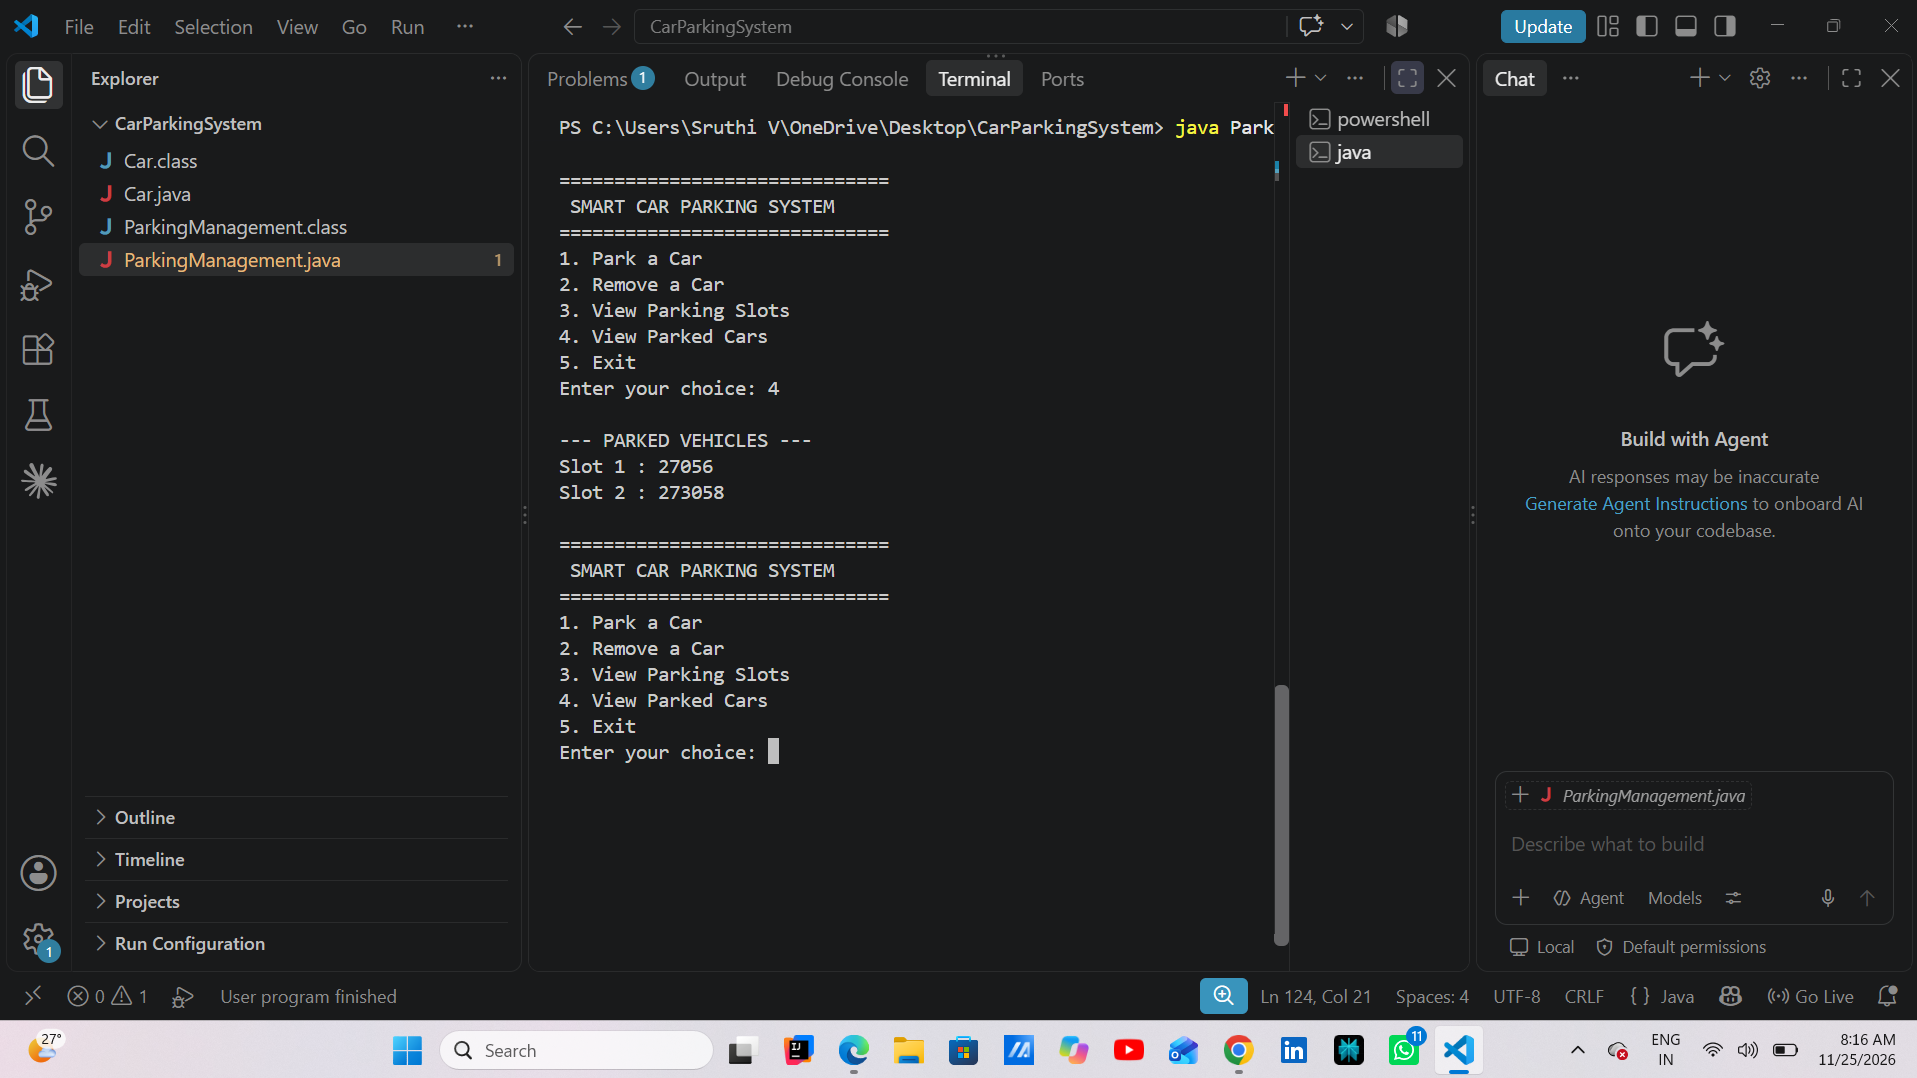 File Edit Selection View Go Run ···
CarParkingSystem
Update
Explorer
CarParkingSystem
Car.class
Car.java
ParkingManagement.class
ParkingManagement.java 1
Outline
Timeline
Projects
Run Configuration
1
Problems 1 Output Debug Console Terminal Ports
PS C:\Users\Sruthi V\OneDrive\Desktop\CarParkingSystem> java Park
==============================
SMART CAR PARKING SYSTEM
==============================
1. Park a Car
2. Remove a Car
3. View Parking Slots
4. View Parked Cars
5. Exit
Enter your choice: 4
--- PARKED VEHICLES ---
Slot 1 : 27056
Slot 2 : 273058
==============================
SMART CAR PARKING SYSTEM
==============================
1. Park a Car
2. Remove a Car
3. View Parking Slots
4. View Parked Cars
5. Exit
Enter your choice:
powershell
java
Chat
Build with Agent
AI responses may be inaccurate
Generate Agent Instructions to onboard AI
onto your codebase.
ParkingManagement.java
Describe what to build
Agent Models
Local Default permissions
0 1 User program finished
Ln 124, Col 21 Spaces: 4 UTF-8 CRLF { } Java Go Live
27°
Search
IJ
in
11
ENG
IN
8:16 AM
11/25/2026